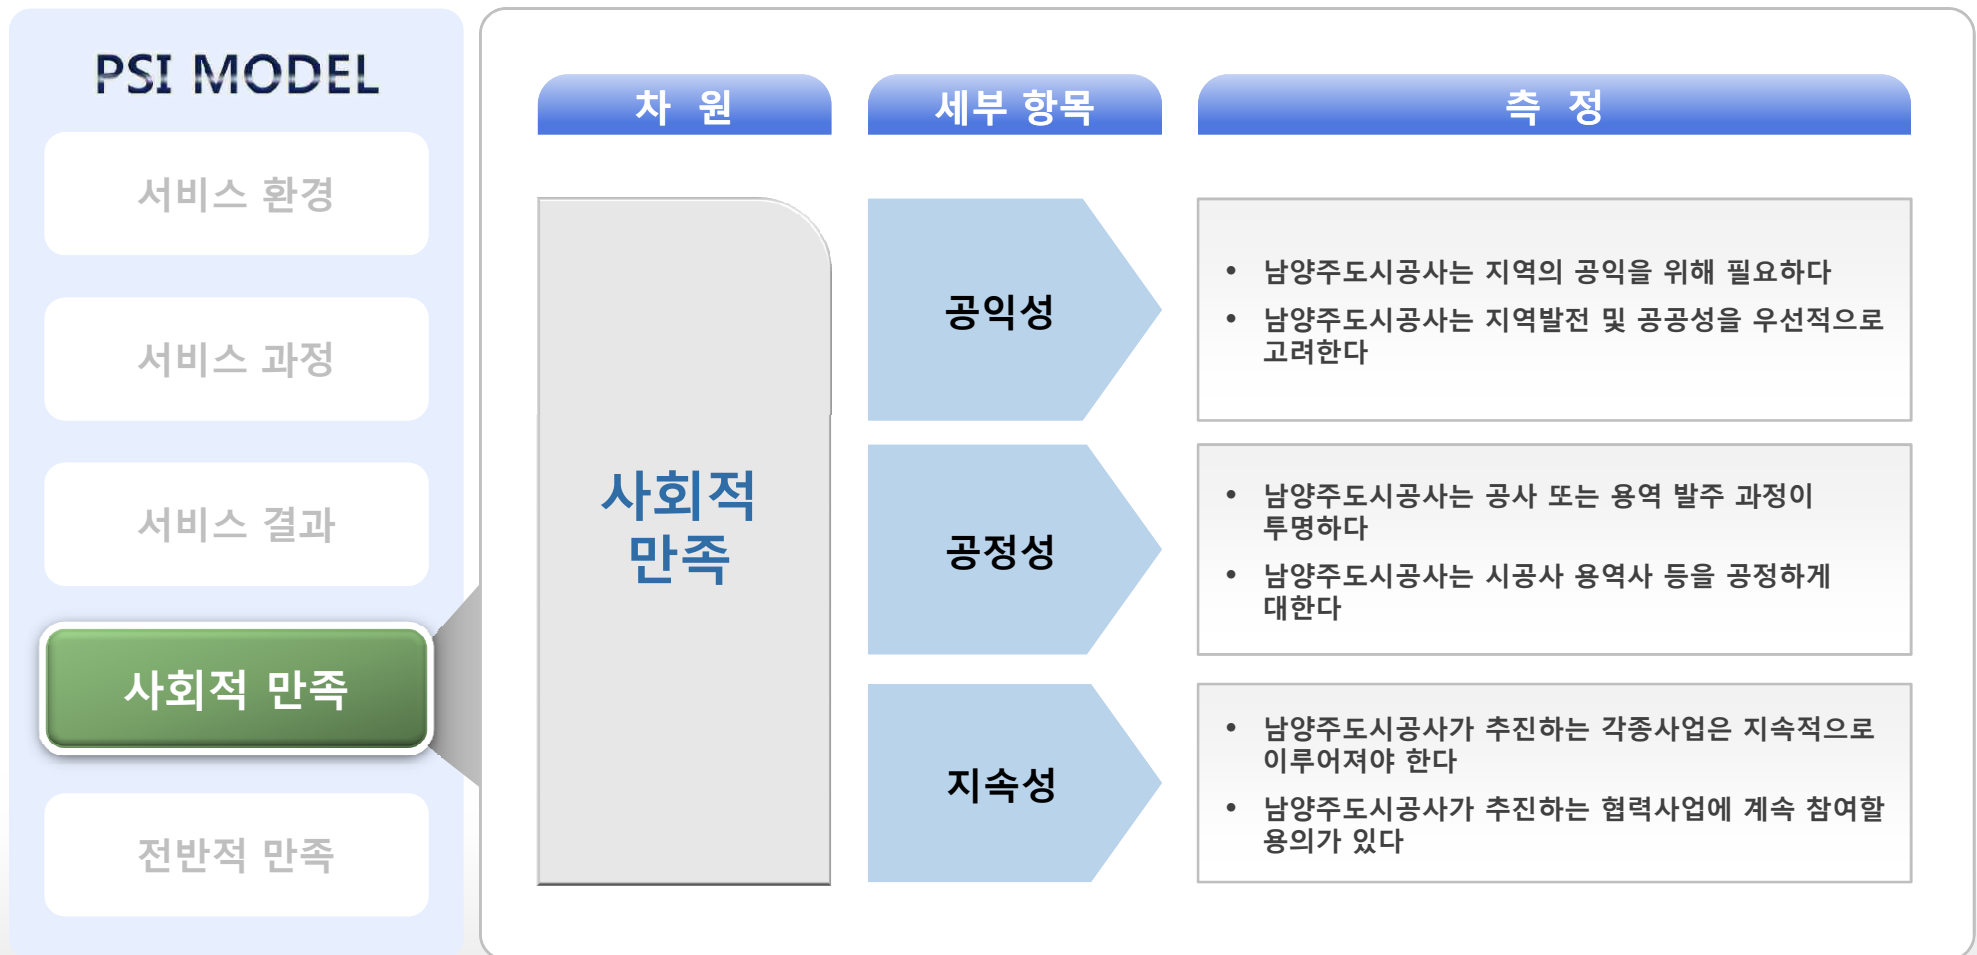 PSI MODEL
서비스 환경
서비스 과정
서비스 결과
사회적 만족
전반적 만족
차 원
세부 항목
측 정
사회적
만족
공익성
• 남양주도시공사는 지역의 공익을 위해 필요하다
• 남양주도시공사는 지역발전 및 공공성을 우선적으로
고려한다
공정성
• 남양주도시공사는 공사 또는 용역 발주 과정이
투명하다
• 남양주도시공사는 시공사 용역사 등을 공정하게
대한다
지속성
• 남양주도시공사가 추진하는 각종사업은 지속적으로
이루어져야 한다
• 남양주도시공사가 추진하는 협력사업에 계속 참여할
용의가 있다